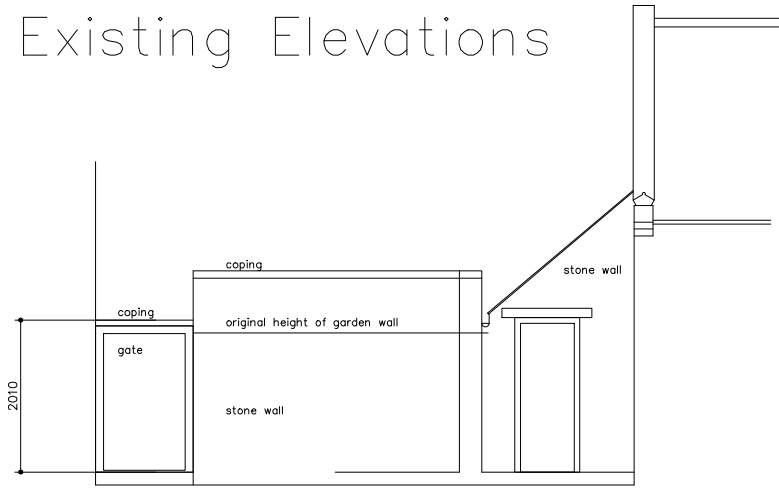 Existing Elevations
coping
stone wall
coping
original height of garden wall
gate
2010
stone wall